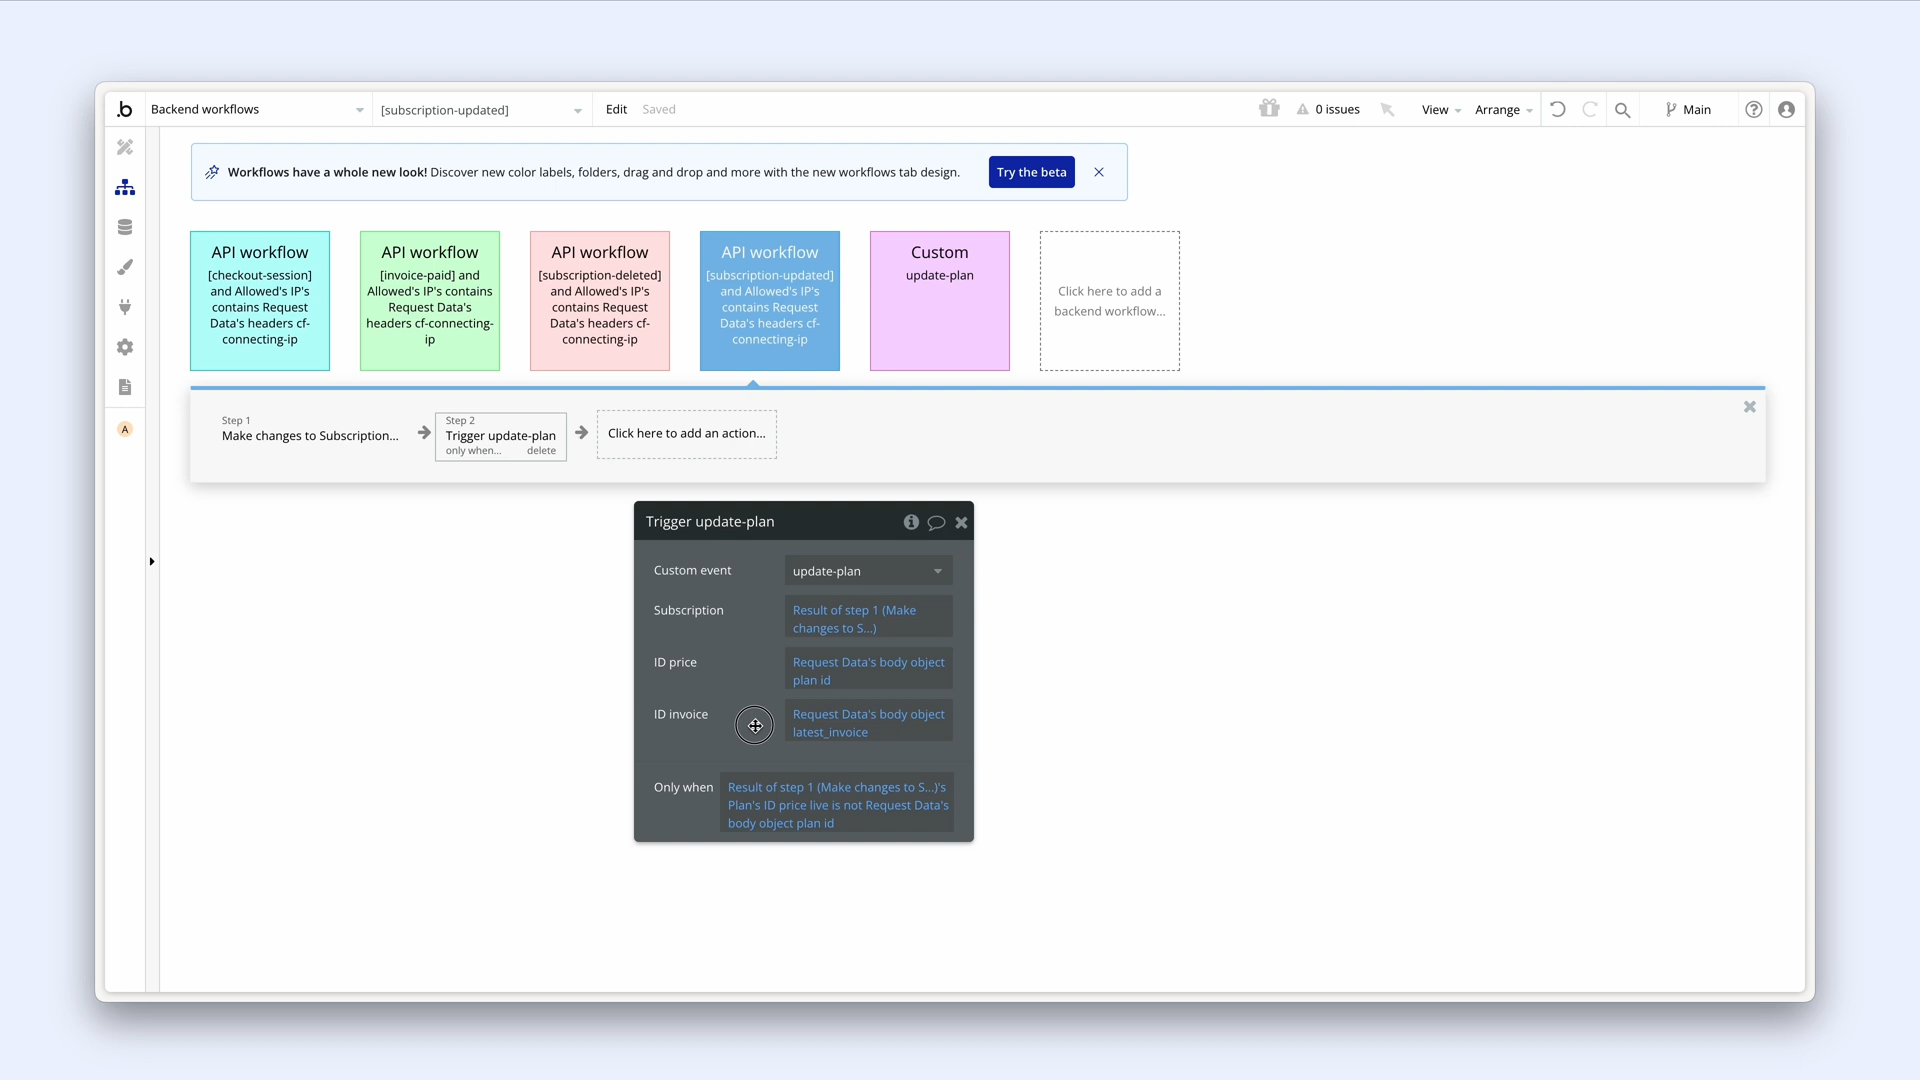 .b
Backend workflows
[subscription-updated]
Edit
Saved
0 issues
View
Arrange
Main
Workflows have a whole new look! Discover new color labels, folders, drag and drop and more with the new workflows tab design.
Try the beta
API workflow
[checkout-session]
and Allowed's IP's
contains Request
Data's headers cf-
connecting-ip
API workflow
[invoice-paid] and
Allowed's IP's contains
Request Data's
headers cf-connecting-
ip
API workflow
[subscription-deleted]
and Allowed's IP's
contains Request
Data's headers cf-
connecting-ip
API workflow
[subscription-updated]
and Allowed's IP's
contains Request
Data's headers cf-
connecting-ip
Custom
update-plan
Click here to add a
backend workflow...
A
Step 1
Make changes to Subscription...
Step 2
Trigger update-plan
only when...
delete
Click here to add an action...
Trigger update-plan
Custom event
update-plan
Subscription
Result of step 1 (Make
changes to S...)
ID price
Request Data's body object
plan id
ID invoice
Request Data's body object
latest_invoice
Only when
Result of step 1 (Make changes to S...)'s
Plan's ID price live is not Request Data's
body object plan id